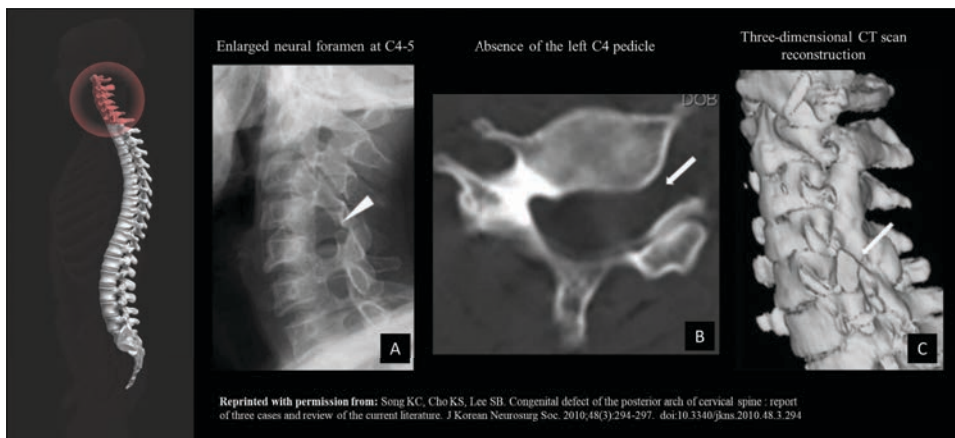 Enlarged neural foramen at C4-5
Absence of the left C4 pedicle
Three-dimensional CT scan
reconstruction
DOB
A
B
C
Reprinted with permission from: Song KC, Cho KS, Lee SB. Congenital defect of the posterior arch of cervical spine : report
of three cases and review of the current literature. J Korean Neurosurg Soc. 2010;48(3):294-297. doi:10.3340/jkns.2010.48.3.294